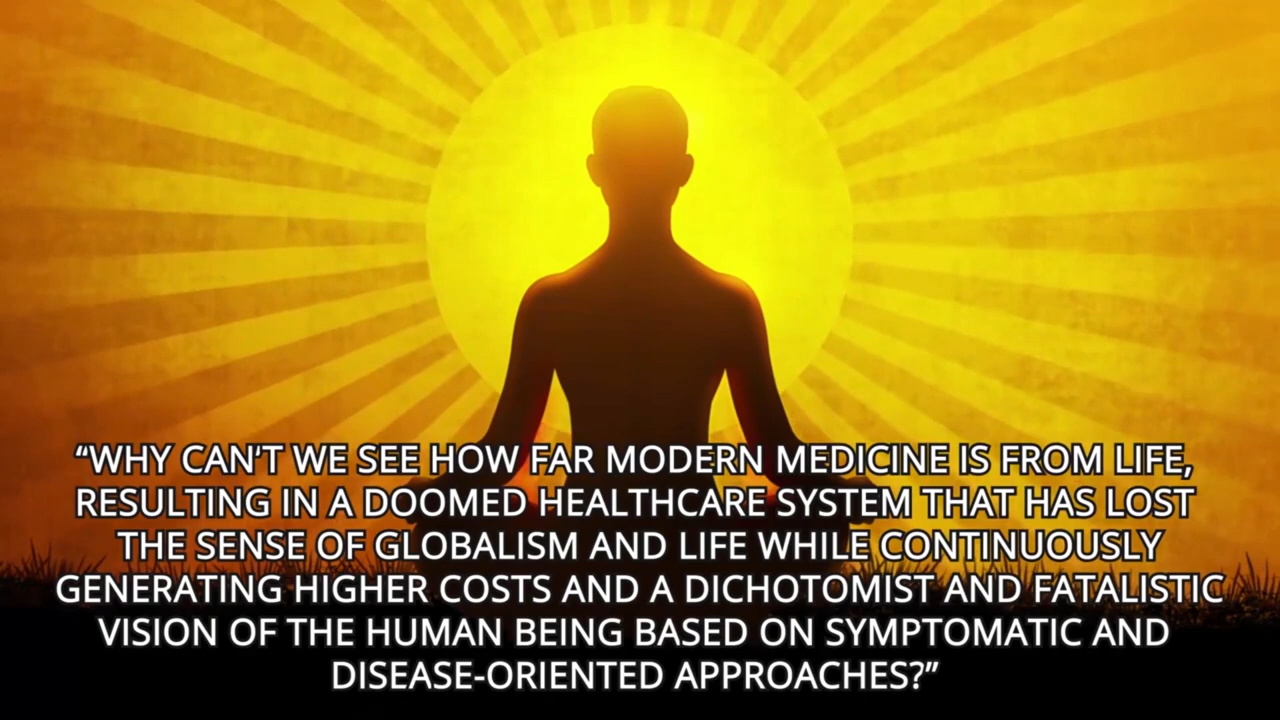 “WHY CAN’T WE SEE HOW FAR MODERN MEDICINE IS FROM LIFE,
RESULTING IN A DOOMED HEALTHCARE SYSTEM THAT HAS LOST
THE SENSE OF GLOBALISM AND LIFE WHILE CONTINUOUSLY
GENERATING HIGHER COSTS AND A DICHOTOMIST AND FATALISTIC
VISION OF THE HUMAN BEING BASED ON SYMPTOMATIC AND
DISEASE-ORIENTED APPROACHES?”